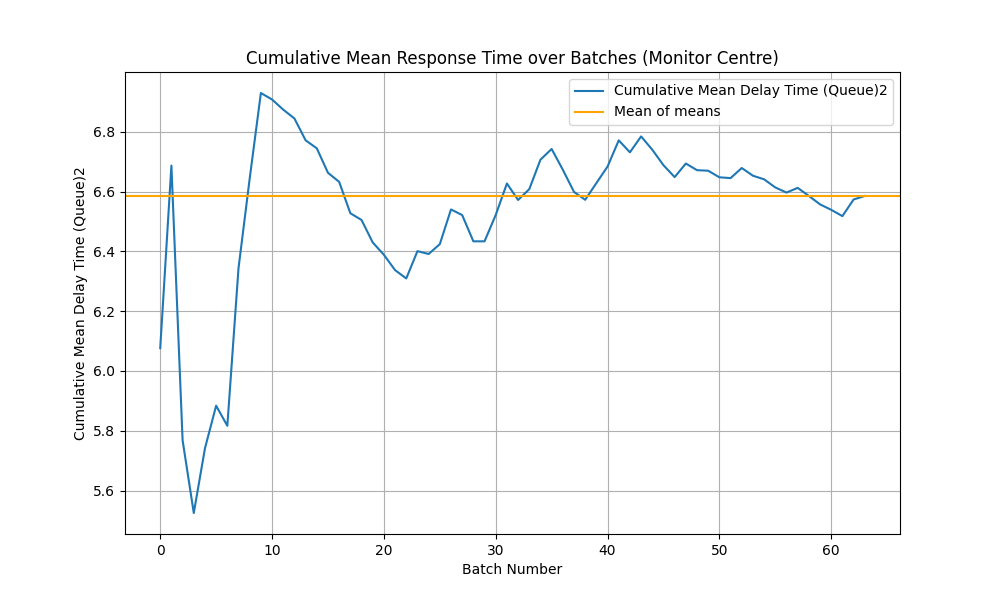 Cumulative Mean Response Time over Batches (Monitor Centre)
Cumulative Mean Delay Time (Queue)2
Mean of means
Cumulative Mean Delay Time (Queue)2
6.8
6.6
6.4
6.2
6.0
5.8
5.6
0 10 20 30 40 50 60
Batch Number